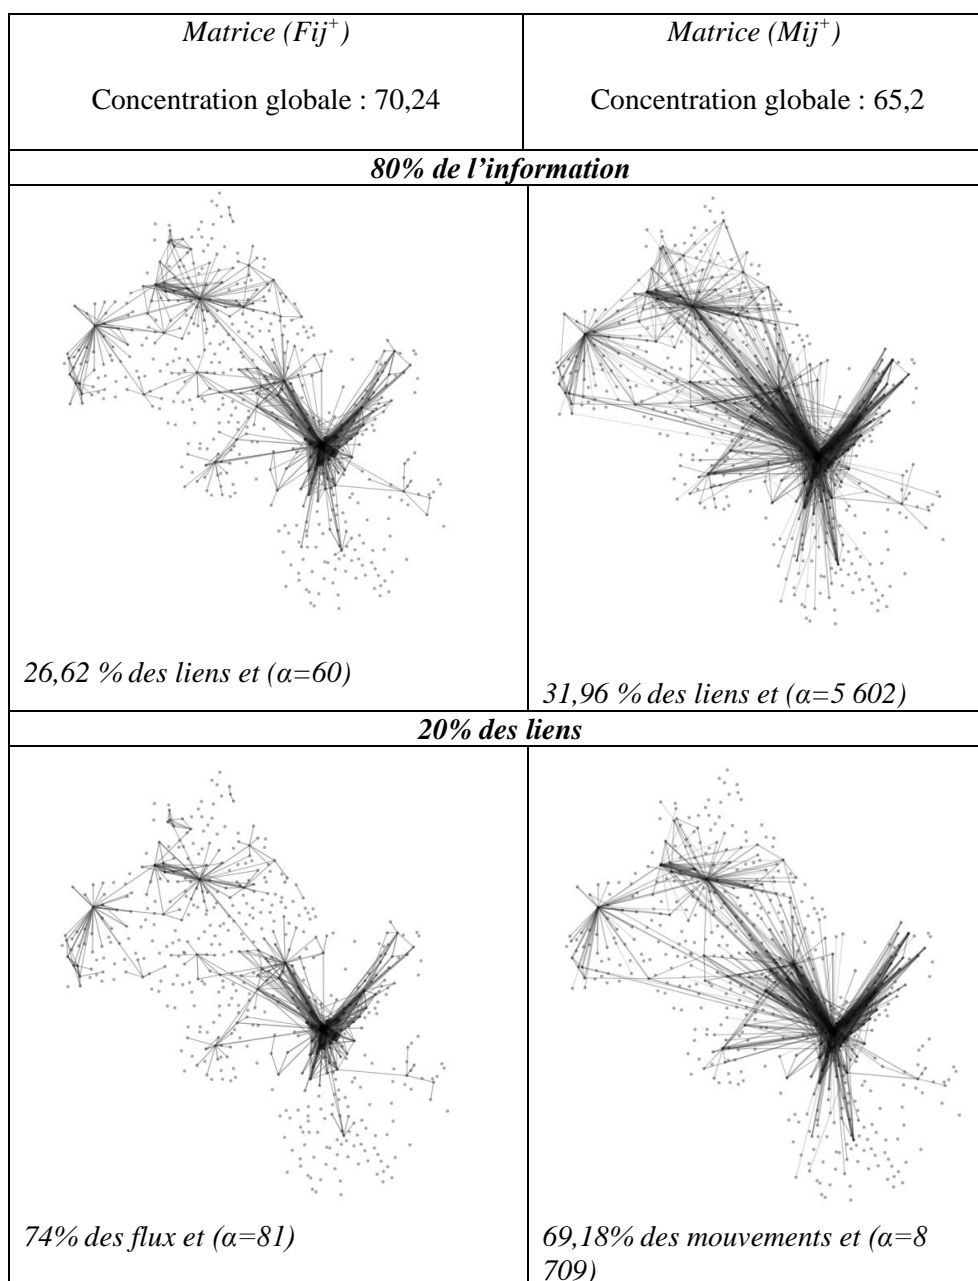 Matrice (Fij⁺)
Concentration globale : 70,24
Matrice (Mij⁺)
Concentration globale : 65,2
80% de l’information
26,62 % des liens et (α=60)
31,96 % des liens et (α=5 602)
20% des liens
74% des flux et (α=81)
69,18% des mouvements et (α=8
709)